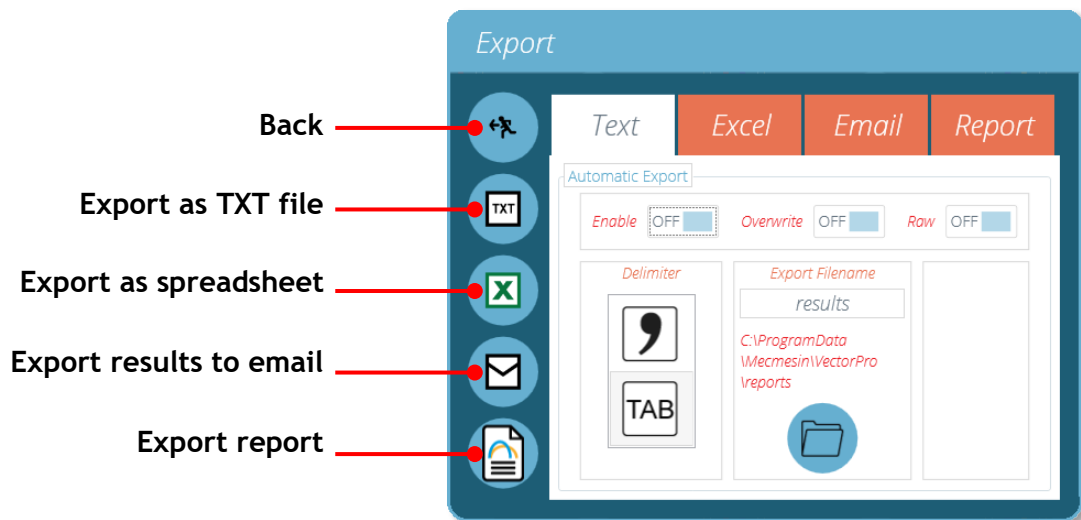 Export
Back
Text Excel Email Report
Automatic Export
Export as TXT file
TXT
Enable OFF Overwrite OFF Raw OFF
Delimiter Export Filename
Export as spreadsheet
X
,
results
C:\ProgramData
\Mecmesin\VectorPro
\reports
Export results to email
TAB
Export report